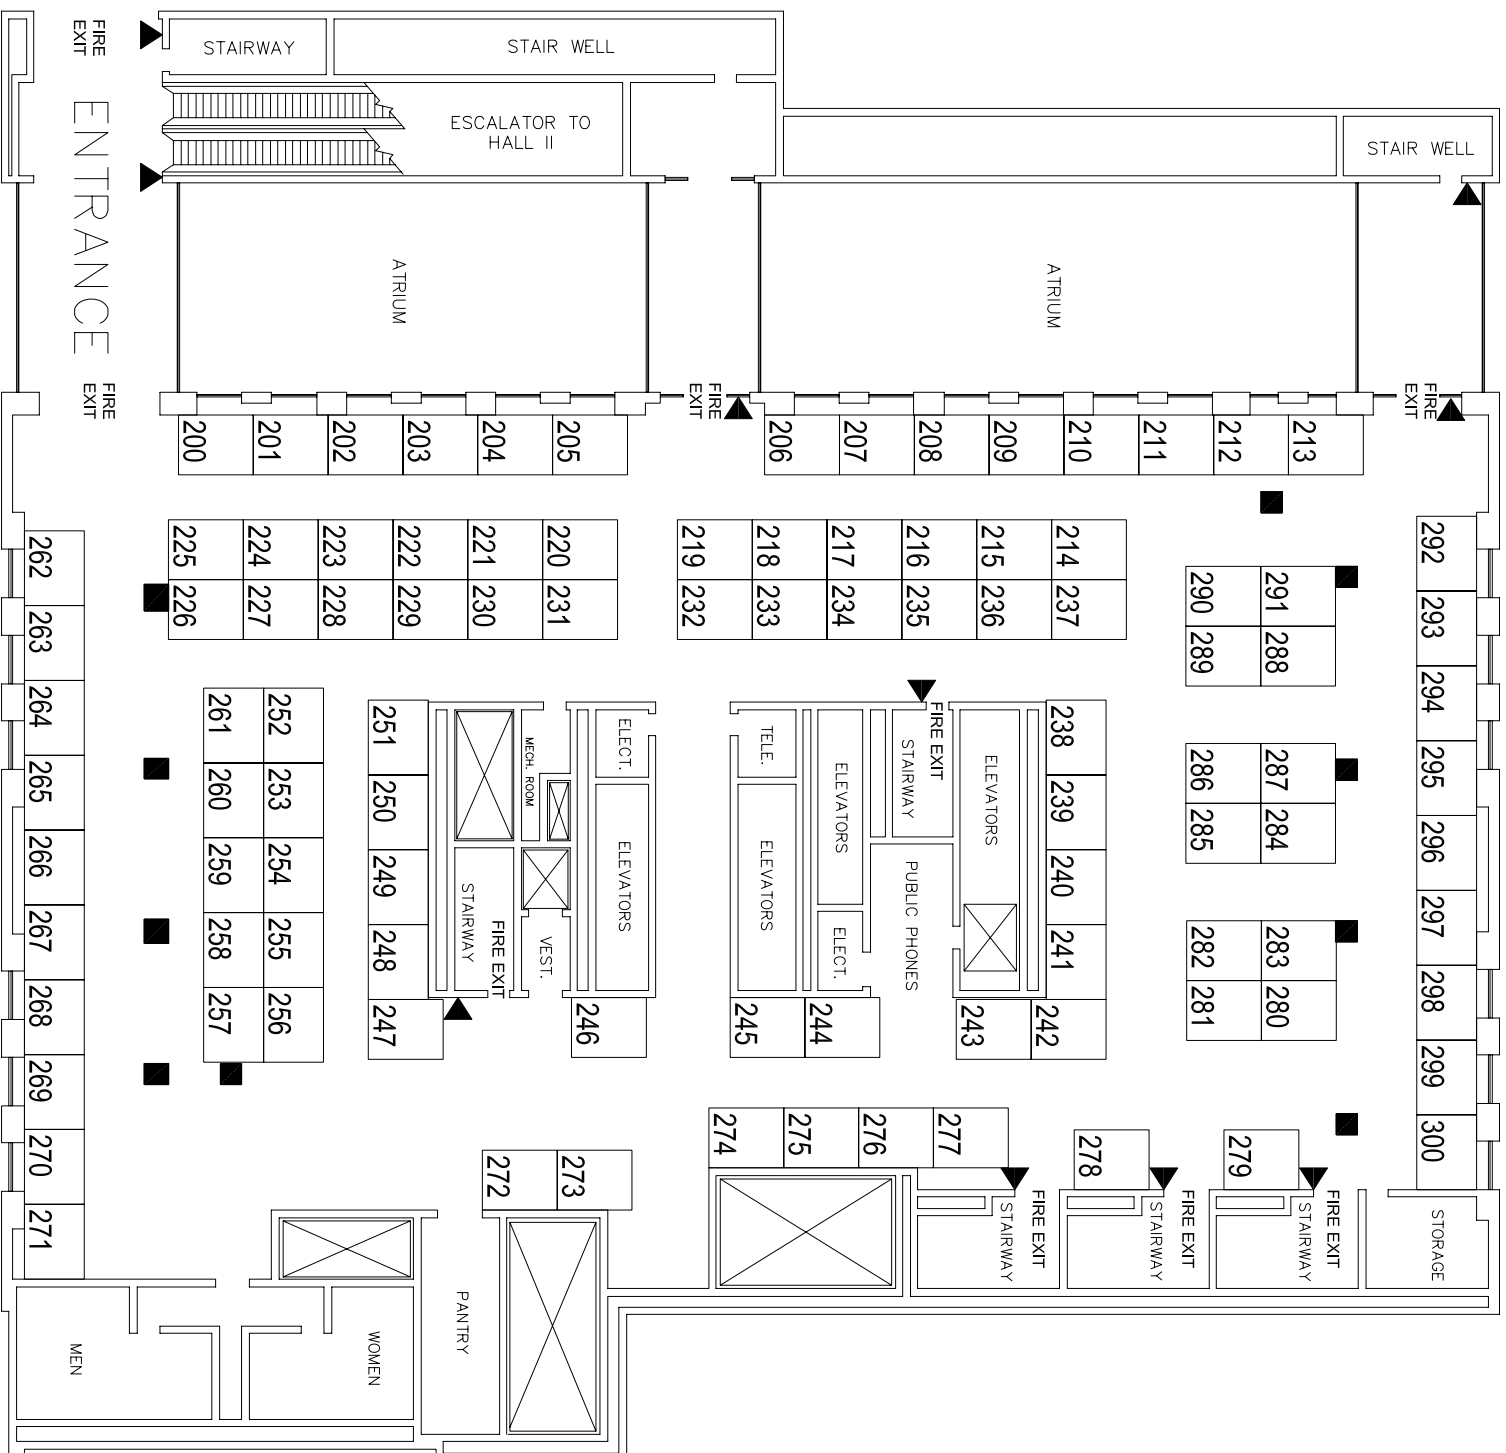 FIRE
EXIT
STAIRWAY
STAIR WELL
ENTRANCE
ESCALATOR TO
HALL II
STAIR WELL
ATRIUM
ATRIUM
FIRE
EXIT
FIRE
EXIT
FIRE
EXIT
200
201
202
203
204
205
206
207
208
209
210
211
212
213
225
224
223
222
221
220
219
218
217
216
215
214
226
227
228
229
230
231
232
233
234
235
236
237
290
291
289
288
286
287
285
284
282
283
281
280
292
293
294
295
296
297
298
299
300
262
263
264
265
266
267
268
269
270
271
261
252
260
253
259
254
258
255
257
256
251
250
249
248
247
MECH. ROOM
ELECT.
ELEVATORS
STAIRWAY
FIRE EXIT
VEST.
246
TELE.
ELEVATORS
ELEVATORS
ELECT.
STAIRWAY
FIRE EXIT
PUBLIC PHONES
ELEVATORS
238
239
240
241
245
244
243
242
274
275
276
277
278
279
272
273
FIRE EXIT
STAIRWAY
FIRE EXIT
STAIRWAY
FIRE EXIT
STAIRWAY
STORAGE
PANTRY
WOMEN
MEN